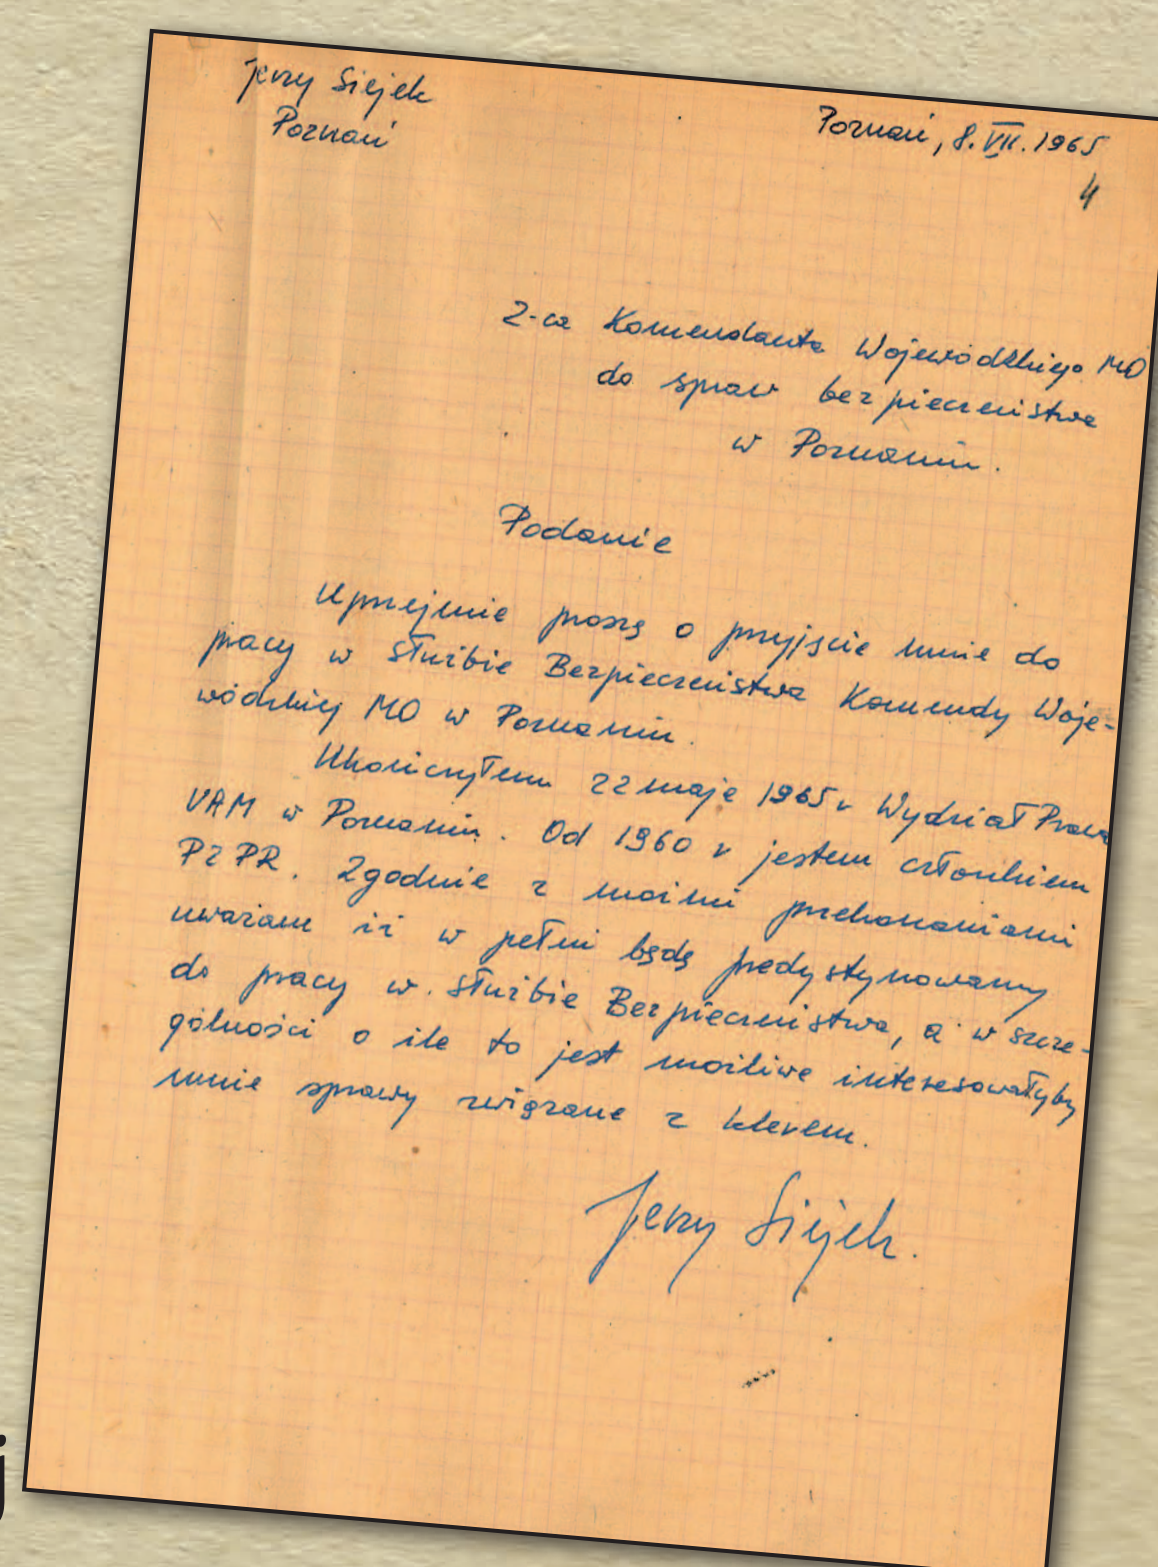 Jerzy Siejek
Poznań
Poznań, 8.VII.1965
4
Z-ca Komendanta Wojewódzkiego MO
do spraw bezpieczeństwa
w Poznaniu.
Podanie
Uprzejmie proszę o przyjęcie mnie do
pracy w Służbie Bezpieczeństwa Komendy Woje-
wódzkiej MO w Poznaniu.
Ukończyłem 22 maja 1965 r Wydział Prawa
UAM w Poznaniu. Od 1960 r jestem członkiem
PZPR. Zgodnie z moimi przekonaniami
uważam iż w pełni będę predystynowany
do pracy w Służbie Bezpieczeństwa, a w szcze-
gólności o ile to jest możliwe interesowałyby
mnie sprawy związane z klerem.
Jerzy Siejek.
j